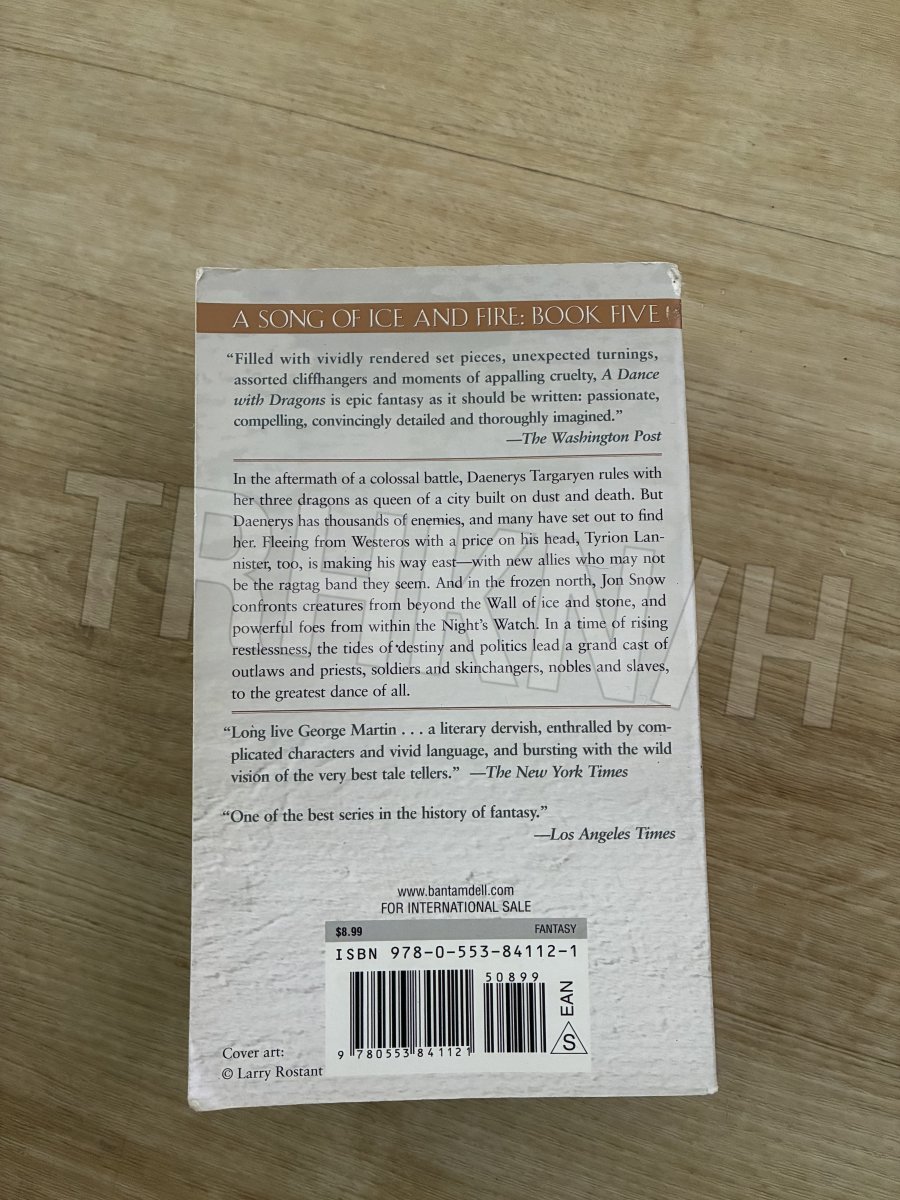 A SONG OF ICE AND FIRE: BOOK FIVE
“Filled with vividly rendered set pieces, unexpected turnings,
assorted cliffhangers and moments of appalling cruelty, A Dance
with Dragons is epic fantasy as it should be written: passionate,
compelling, convincingly detailed and thoroughly imagined.”
—The Washington Post
In the aftermath of a colossal battle, Daenerys Targaryen rules with
her three dragons as queen of a city built on dust and death. But
Daenerys has thousands of enemies, and many have set out to find
her. Fleeing from Westeros with a price on his head, Tyrion Lan-
nister, too, is making his way east—with new allies who may not
be the ragtag band they seem. And in the frozen north, Jon Snow
confronts creatures from beyond the Wall of ice and stone, and
powerful foes from within the Night’s Watch. In a time of rising
restlessness, the tides of destiny and politics lead a grand cast of
outlaws and priests, soldiers and skinchangers, nobles and slaves,
to the greatest dance of all.
“Long live George Martin . . . a literary dervish, enthralled by com-
plicated characters and vivid language, and bursting with the wild
vision of the very best tale tellers.” —The New York Times
“One of the best series in the history of fantasy.”
—Los Angeles Times
www.bantamdell.com
FOR INTERNATIONAL SALE
$8.99 FANTASY
ISBN 978-0-553-84112-1
50899
EAN
S
9 780553 841121
Cover art:
© Larry Rostant